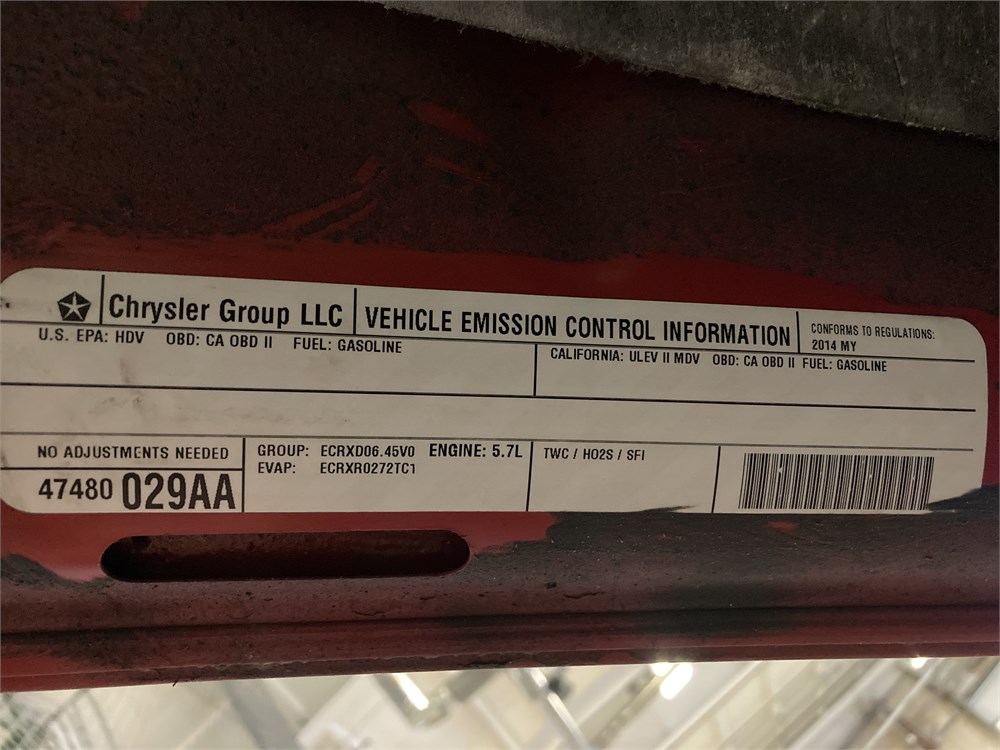 Chrysler Group LLC
VEHICLE EMISSION CONTROL INFORMATION
CONFORMS TO REGULATIONS:
2014 MY
U.S. EPA: HDV OBD: CA OBD II FUEL: GASOLINE
CALIFORNIA: ULEV II MDV OBD: CA OBD II FUEL: GASOLINE
NO ADJUSTMENTS NEEDED
47480 029AA
GROUP: ECRXD06.45V0 ENGINE: 5.7L
EVAP: ECRXR0272TC1
TWC / HO2S / SFI